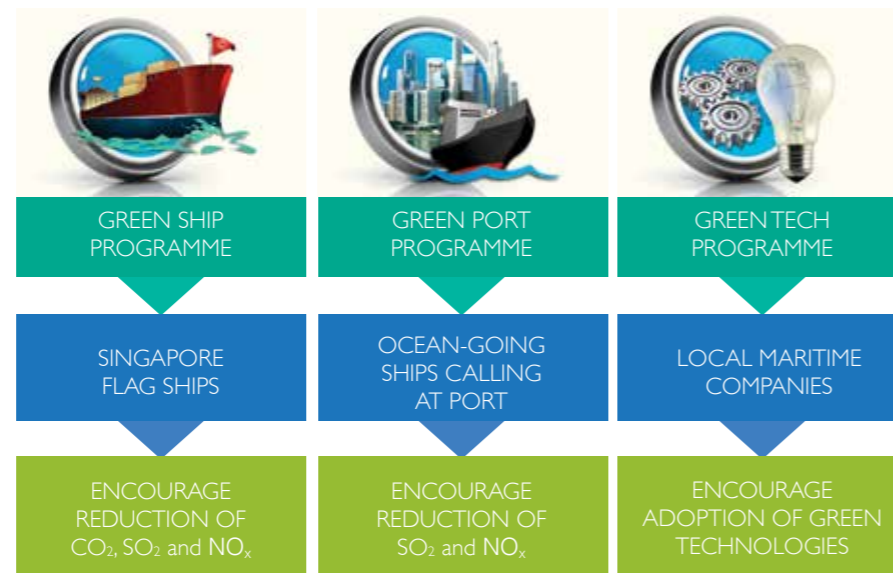 GREEN SHIP
PROGRAMME
SINGAPORE
FLAG SHIPS
ENCOURAGE
REDUCTION OF
CO₂, SO₂ and NOₓ
GREEN PORT
PROGRAMME
OCEAN-GOING
SHIPS CALLING
AT PORT
ENCOURAGE
REDUCTION OF
SO₂ and NOₓ
GREEN TECH
PROGRAMME
LOCAL MARITIME
COMPANIES
ENCOURAGE
ADOPTION OF GREEN
TECHNOLOGIES